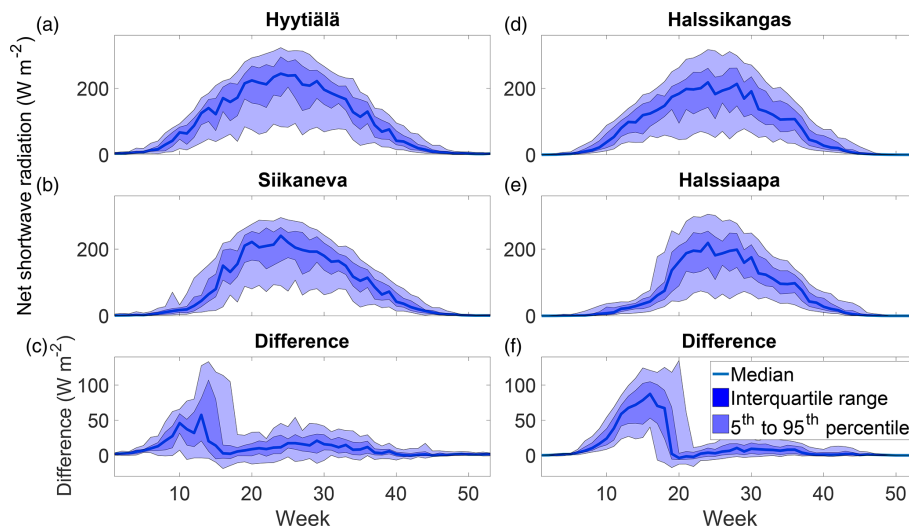 (a)
Hyytiälä
200
0
(b)
Siikaneva
200
0
Net shortwave radiation (W m-2)
(c)
Difference
100
50
0
Difference (W m-2)
10
20
30
40
50
Week
(d)
Halssikangas
200
0
(e)
Halssiaapa
200
0
(f)
Difference
100
50
0
Median
Interquartile range
5th to 95th percentile
10
20
30
40
50
Week